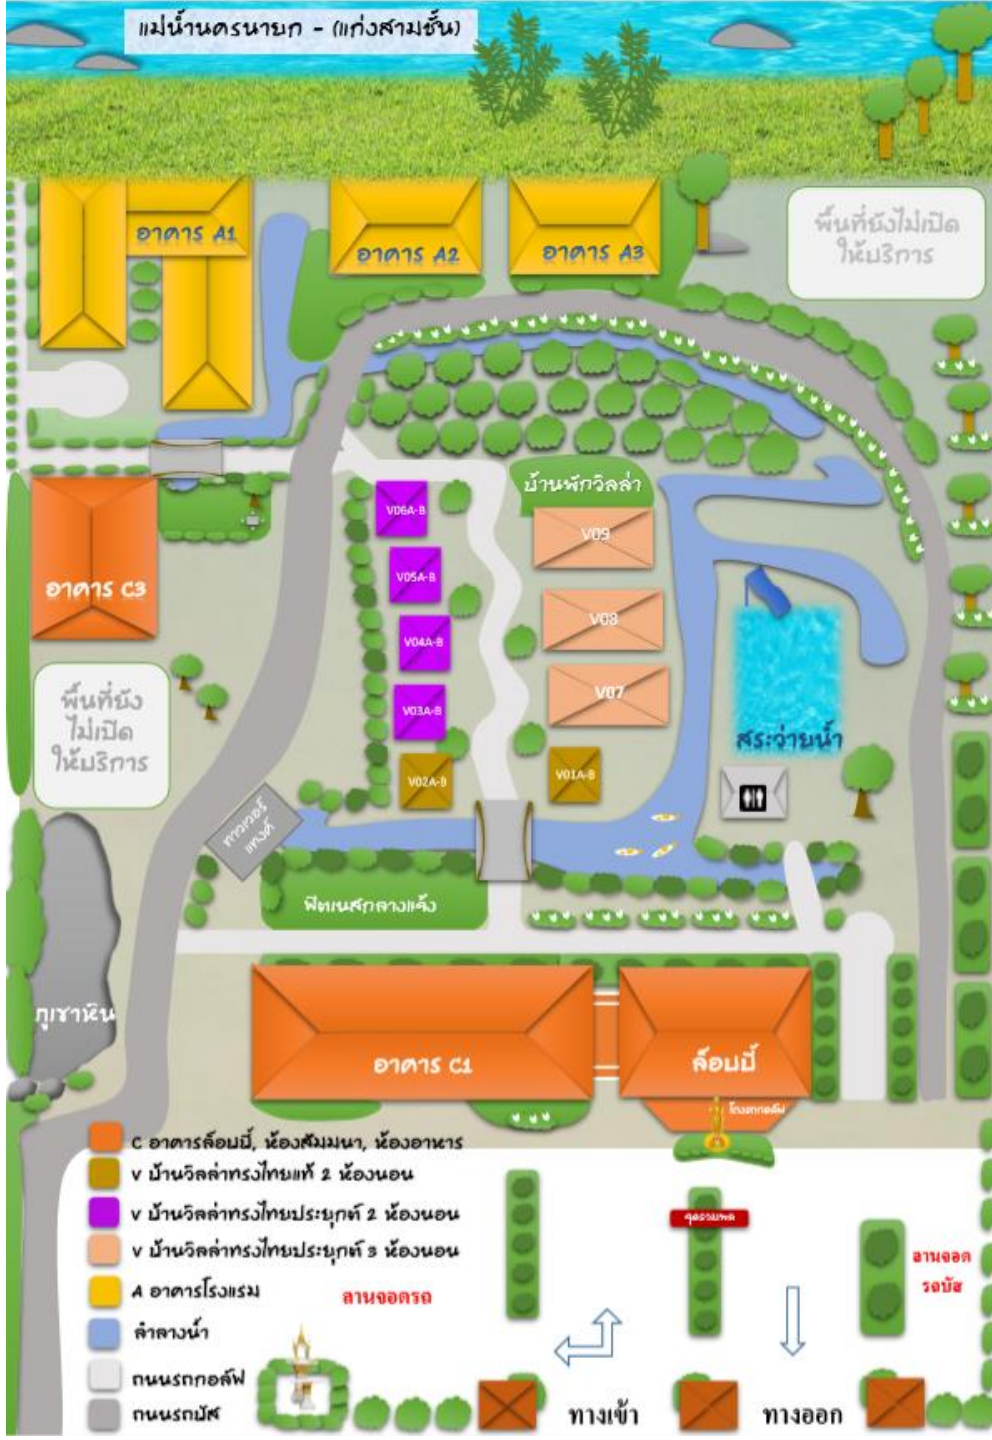 แม่น้ำนครนายก - (แก่งสามชั้น)
อาคาร A1
อาคาร A2
อาคาร A3
พื้นที่ยังไม่เปิด
ให้บริการ
บ้านพักวิลล่า
V06A-B
V09
V05A-B
อาคาร C3
V08
V04A-B
V07
V03A-B
พื้นที่ยัง
ไม่เปิด
ให้บริการ
สระว่ายน้ำ
V02A-B
V01A-B
ทาวเวอร์
แทงค์
ฟิตเนสกลางแจ้ง
ภูเขาหิน
อาคาร C1
ล็อบบี้
โถงรถกอล์ฟ
C อาคารล็อบบี้, ห้องสัมมนา, ห้องอาหาร
V บ้านวิลล่าทรงไทยแท้ 2 ห้องนอน
V บ้านวิลล่าทรงไทยประยุกต์ 2 ห้องนอน
จุดรวมพล
V บ้านวิลล่าทรงไทยประยุกต์ 3 ห้องนอน
ลานจอด
รถบัส
A อาคารโรงแรม
ลานจอดรถ
ลำลางน้ำ
ถนนรถกอล์ฟ
ถนนรถบัส
ทางเข้า
ทางออก